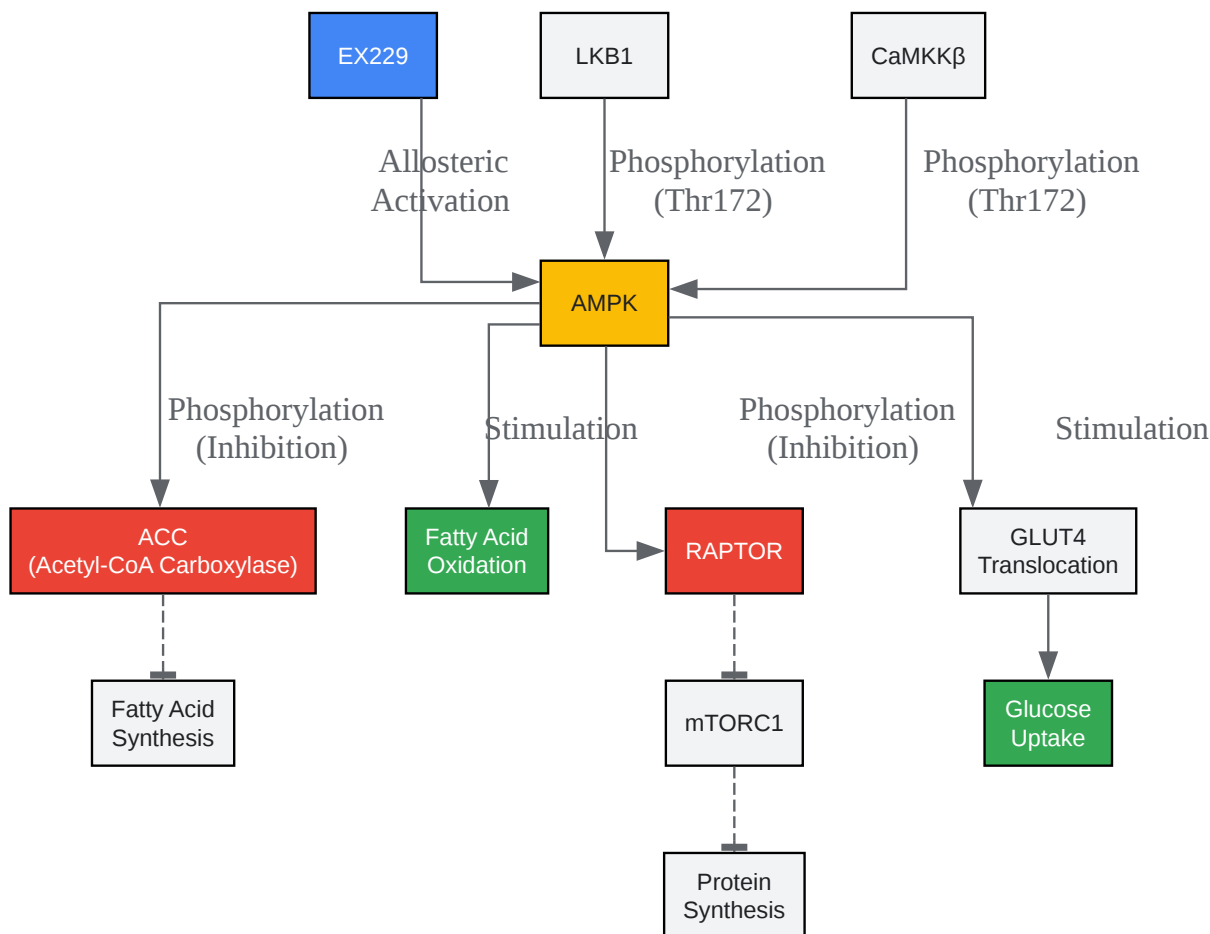 EX229
LKB1
CaMKKβ
Allosteric
Activation
Phosphorylation
(Thr172)
Phosphorylation
(Thr172)
AMPK
Phosphorylation
(Inhibition)
Stimulation
Phosphorylation
(Inhibition)
Stimulation
ACC
(Acetyl-CoA Carboxylase)
Fatty Acid
Oxidation
RAPTOR
GLUT4
Translocation
Fatty Acid
Synthesis
mTORC1
Glucose
Uptake
Protein
Synthesis